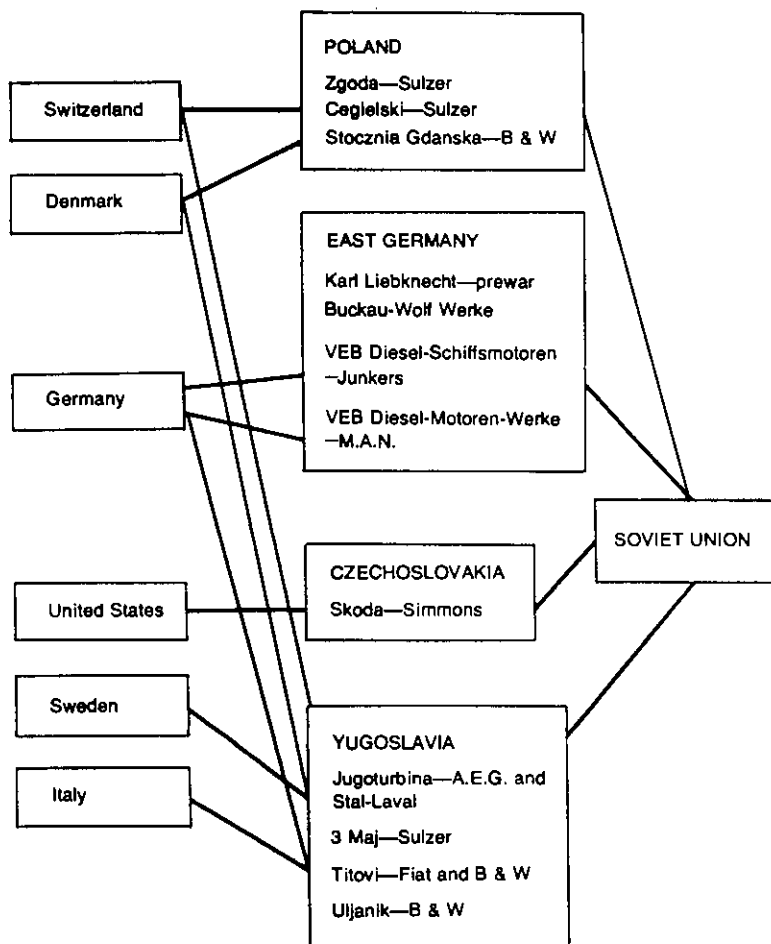 Switzerland
Denmark
Germany
United States
Sweden
Italy
POLAND
Zgoda—Sulzer
Cegielski—Sulzer
Stocznia Gdanska—B & W
EAST GERMANY
Karl Liebknecht—prewar
Buckau-Wolf Werke
VEB Diesel-Schiffsmotoren
—Junkers
VEB Diesel-Motoren-Werke
—M.A.N.
CZECHOSLOVAKIA
Skoda—Simmons
YUGOSLAVIA
Jugoturbina—A.E.G. and
Stal-Laval
3 Maj—Sulzer
Titovi—Fiat and B & W
Uljanik—B & W
SOVIET UNION